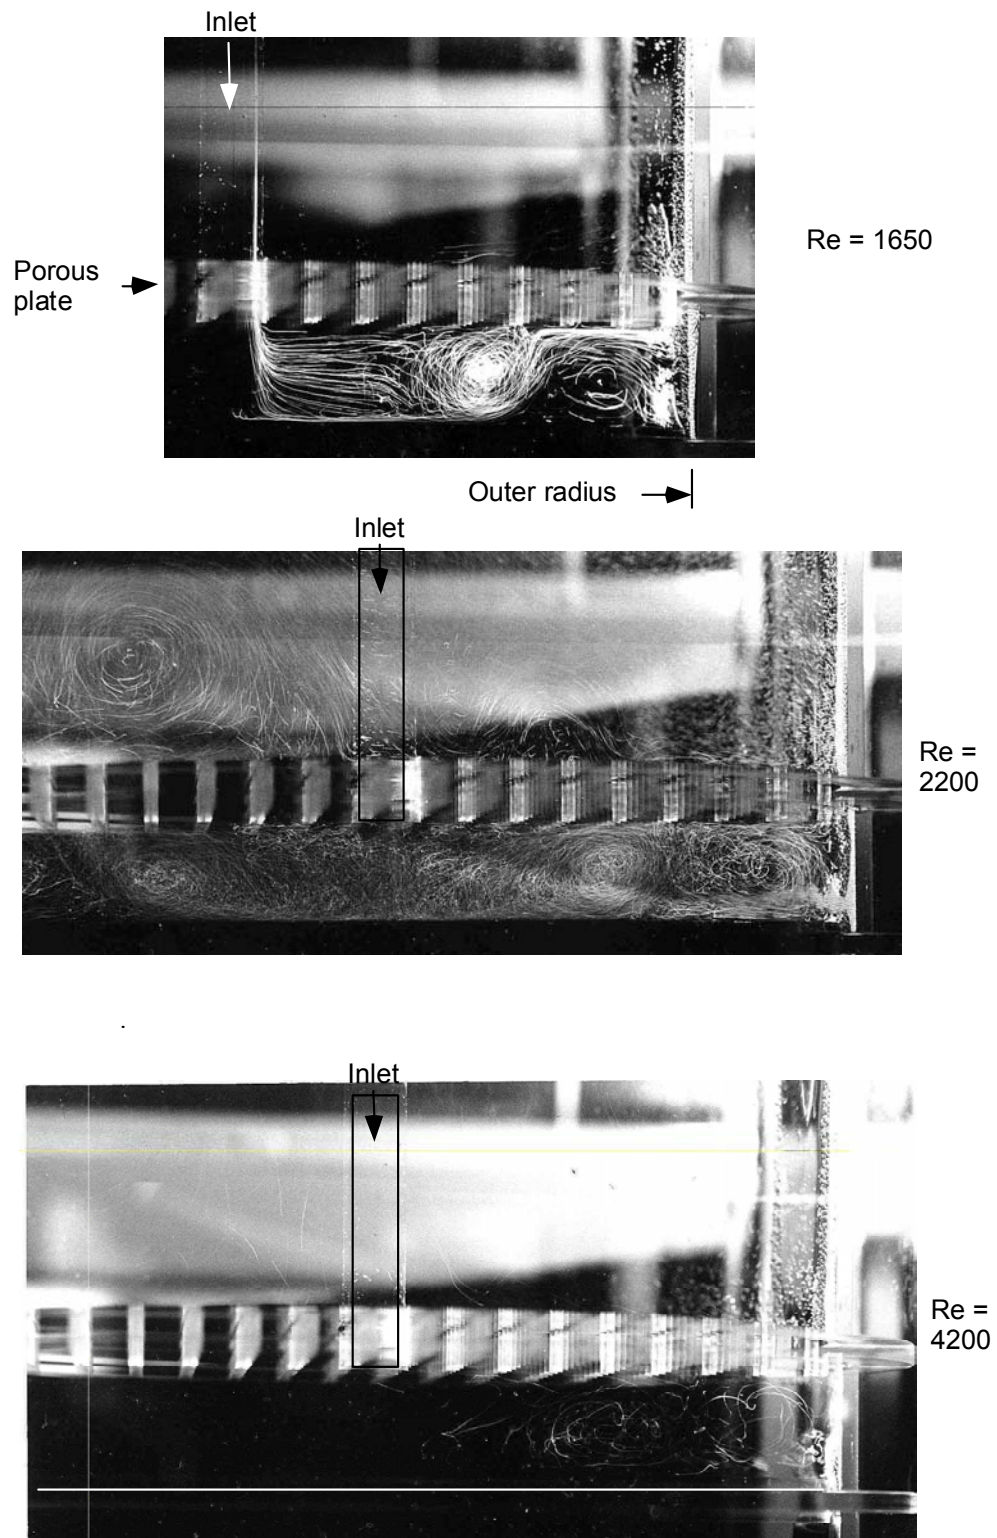 Inlet
Re = 1650
Porous
plate
Outer radius
Inlet
Re =
2200
Inlet
Re =
4200